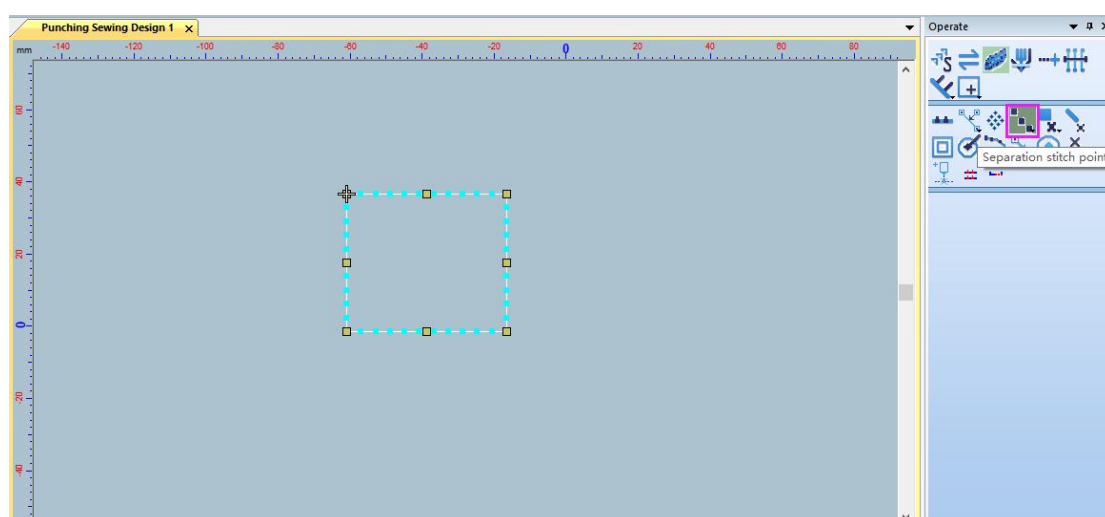 Punching Sewing Design 1
Operate
mm
-140 -120 -100 -80 -60 -40 -20 0 20 40 60 80
60
40
20
0
-20
-40
S
Separation stitch point